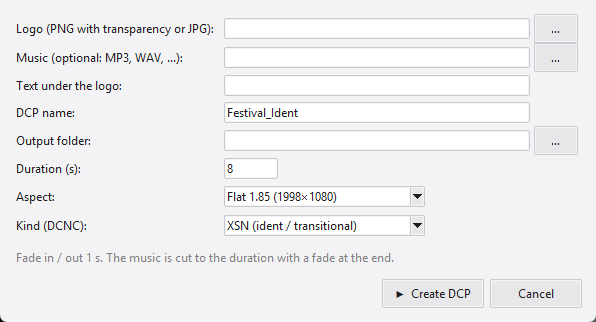 Logo (PNG with transparency or JPG): ...
Music (optional: MP3, WAV, ...): ...
Text under the logo:
DCP name: Festival_Ident
Output folder: ...
Duration (s): 8
Aspect: Flat 1.85 (1998×1080)
Kind (DCNC): XSN (ident / transitional)
Fade in / out 1 s. The music is cut to the duration with a fade at the end.
► Create DCP Cancel